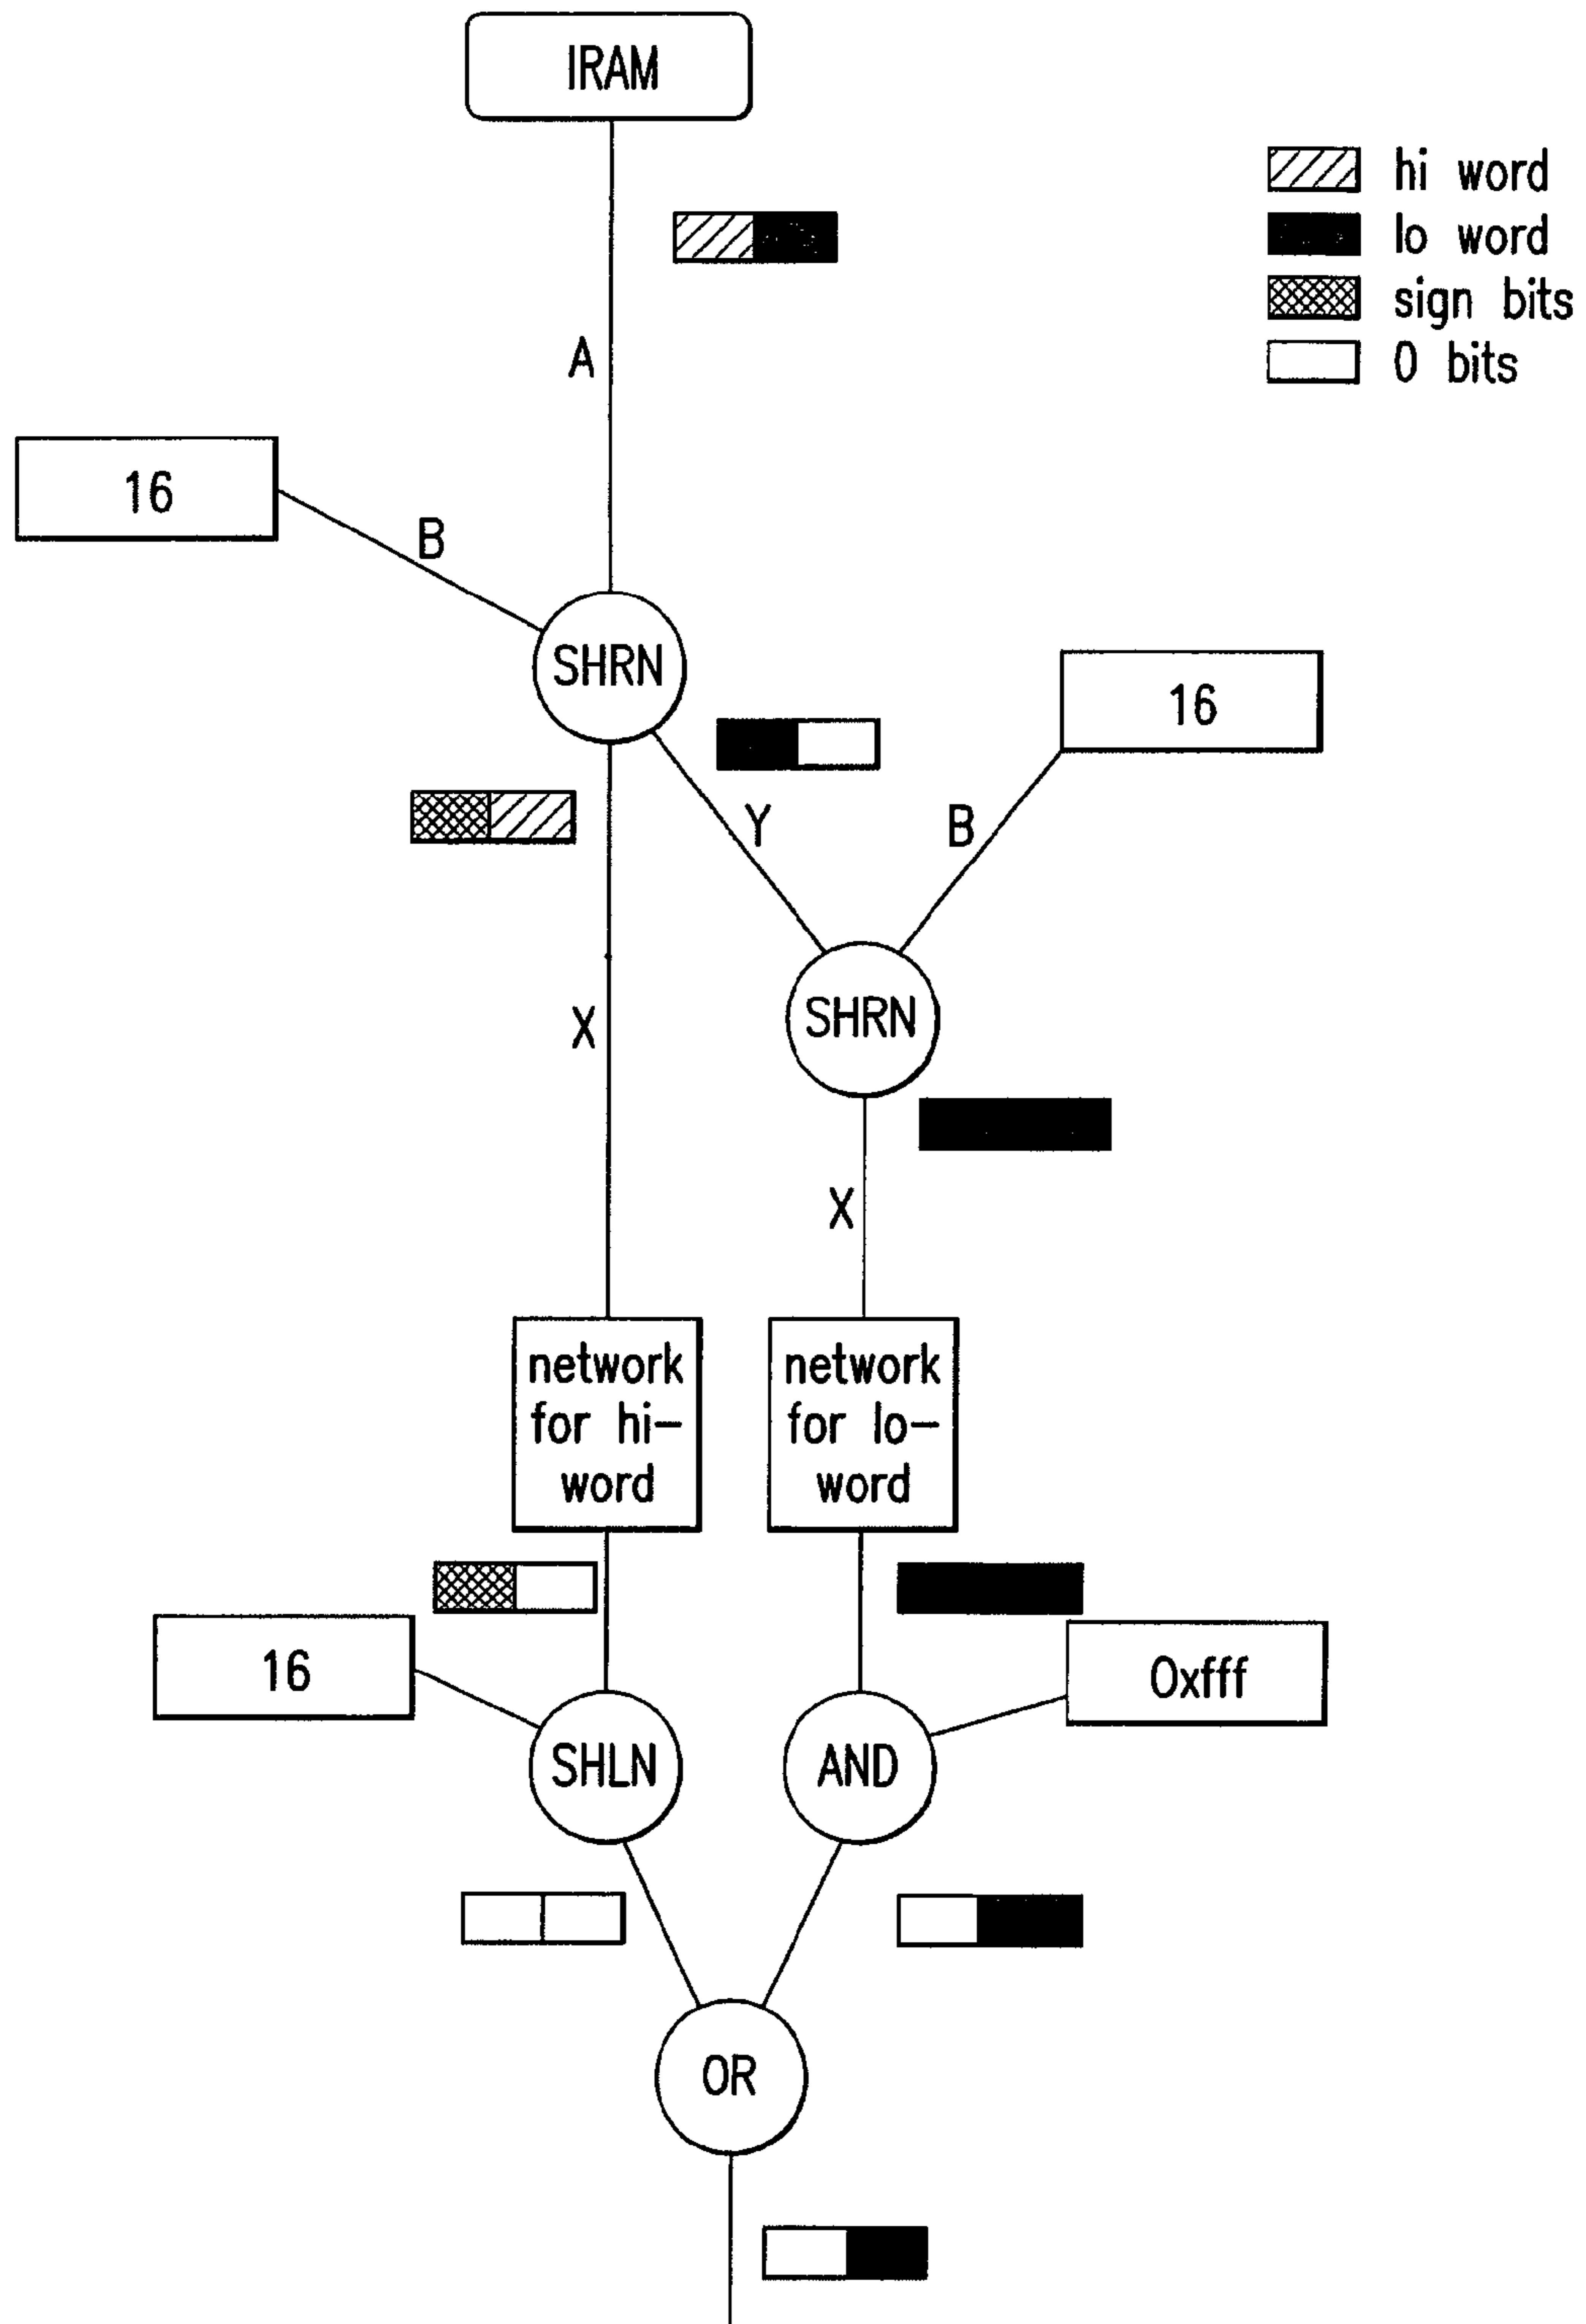 IRAM
hi word
lo word
sign bits
0 bits
A
16
B
SHRN
16
Y
B
SHRN
X
X
network
for hi-
word
network
for lo-
word
16
0xfff
SHLN
AND
OR